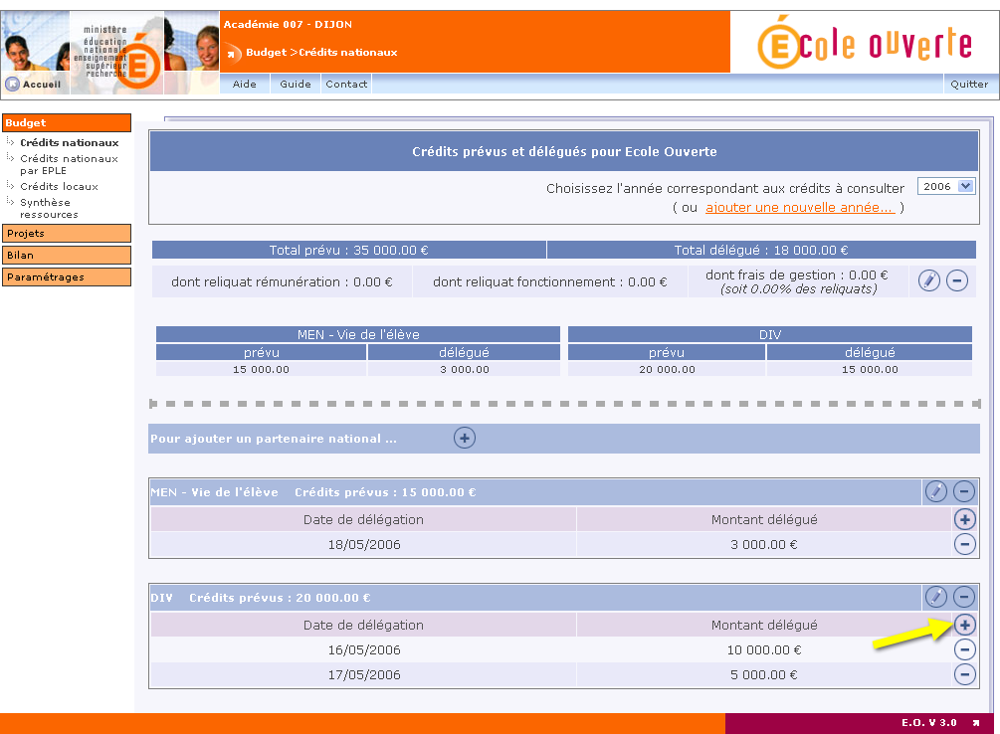 ministère
éducation
nationale
enseignement
supérieur
recherche
é
Accueil
Académie 007 - DIJON
Budget >Crédits nationaux
École ouverte
Aide Guide Contact Quitter
Budget
Crédits nationaux
Crédits nationaux
par EPLE
Crédits locaux
Synthèse
ressources
Projets
Bilan
Paramétrages
Crédits prévus et délégués pour Ecole Ouverte
Choisissez l'année correspondant aux crédits à consulter 2006
( ou ajouter une nouvelle année... )
Total prévu : 35 000.00 € Total délégué : 18 000.00 €
dont reliquat rémunération : 0.00 € dont reliquat fonctionnement : 0.00 € dont frais de gestion : 0.00 €
(soit 0.00% des reliquats)
MEN - Vie de l'élève DIV
prévu délégué prévu délégué
15 000.00 3 000.00 20 000.00 15 000.00
Pour ajouter un partenaire national ...
MEN - Vie de l'élève Crédits prévus : 15 000.00 €
Date de délégation Montant délégué
18/05/2006 3 000.00 €
DIV Crédits prévus : 20 000.00 €
Date de délégation Montant délégué
16/05/2006 10 000.00 €
17/05/2006 5 000.00 €
E.O. V 3.0